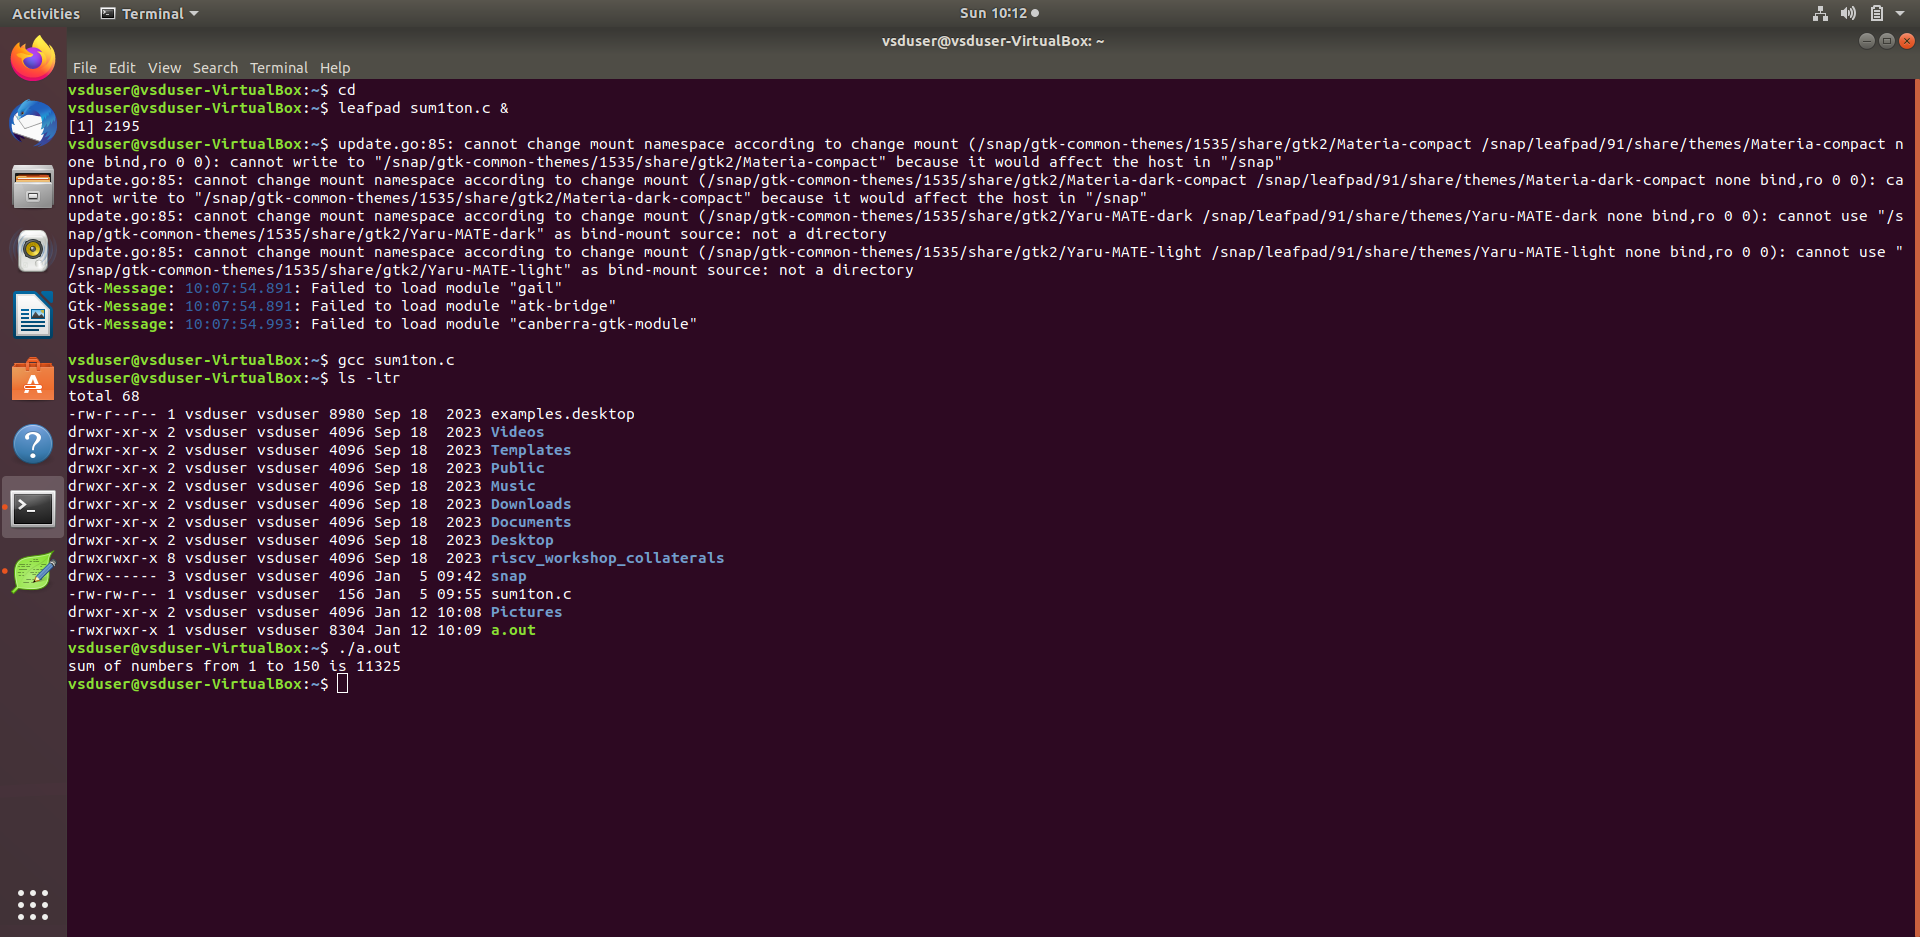 Activities Terminal Sun 10:12
vsduser@vsduser-VirtualBox: ~
File Edit View Search Terminal Help
vsduser@vsduser-VirtualBox:~$ cd
vsduser@vsduser-VirtualBox:~$ leafpad sum1ton.c &
[1] 2195
vsduser@vsduser-VirtualBox:~$ update.go:85: cannot change mount namespace according to change mount (/snap/gtk-common-themes/1535/share/gtk2/Materia-compact /snap/leafpad/91/share/themes/Materia-compact n
one bind,ro 0 0): cannot write to "/snap/gtk-common-themes/1535/share/gtk2/Materia-compact" because it would affect the host in "/snap"
update.go:85: cannot change mount namespace according to change mount (/snap/gtk-common-themes/1535/share/gtk2/Materia-dark-compact /snap/leafpad/91/share/themes/Materia-dark-compact none bind,ro 0 0): ca
nnot write to "/snap/gtk-common-themes/1535/share/gtk2/Materia-dark-compact" because it would affect the host in "/snap"
update.go:85: cannot change mount namespace according to change mount (/snap/gtk-common-themes/1535/share/gtk2/Yaru-MATE-dark /snap/leafpad/91/share/themes/Yaru-MATE-dark none bind,ro 0 0): cannot use "/s
nap/gtk-common-themes/1535/share/gtk2/Yaru-MATE-dark" as bind-mount source: not a directory
update.go:85: cannot change mount namespace according to change mount (/snap/gtk-common-themes/1535/share/gtk2/Yaru-MATE-light /snap/leafpad/91/share/themes/Yaru-MATE-light none bind,ro 0 0): cannot use "
/snap/gtk-common-themes/1535/share/gtk2/Yaru-MATE-light" as bind-mount source: not a directory
Gtk-Message: 10:07:54.891: Failed to load module "gail"
Gtk-Message: 10:07:54.891: Failed to load module "atk-bridge"
Gtk-Message: 10:07:54.993: Failed to load module "canberra-gtk-module"
vsduser@vsduser-VirtualBox:~$ gcc sum1ton.c
vsduser@vsduser-VirtualBox:~$ ls -ltr
total 68
-rw-r--r-- 1 vsduser vsduser 8980 Sep 18  2023 examples.desktop
drwxr-xr-x 2 vsduser vsduser 4096 Sep 18  2023 Videos
drwxr-xr-x 2 vsduser vsduser 4096 Sep 18  2023 Templates
drwxr-xr-x 2 vsduser vsduser 4096 Sep 18  2023 Public
drwxr-xr-x 2 vsduser vsduser 4096 Sep 18  2023 Music
drwxr-xr-x 2 vsduser vsduser 4096 Sep 18  2023 Downloads
drwxr-xr-x 2 vsduser vsduser 4096 Sep 18  2023 Documents
drwxr-xr-x 2 vsduser vsduser 4096 Sep 18  2023 Desktop
drwxrwxr-x 8 vsduser vsduser 4096 Sep 18  2023 riscv_workshop_collaterals
drwx------ 3 vsduser vsduser 4096 Jan  5 09:42 snap
-rw-rw-r-- 1 vsduser vsduser  156 Jan  5 09:55 sum1ton.c
drwxr-xr-x 2 vsduser vsduser 4096 Jan 12 10:08 Pictures
-rwxrwxr-x 1 vsduser vsduser 8304 Jan 12 10:09 a.out
vsduser@vsduser-VirtualBox:~$ ./a.out
sum of numbers from 1 to 150 is 11325
vsduser@vsduser-VirtualBox:~$